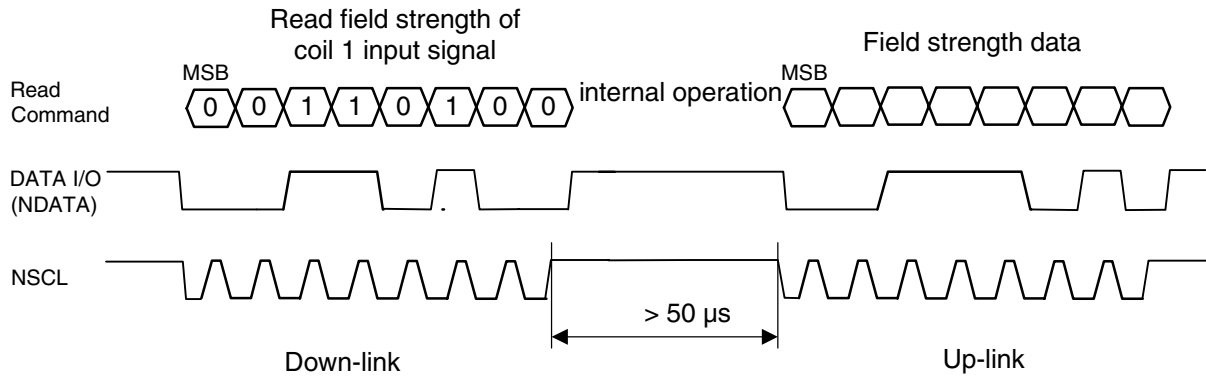 Read field strength of
coil 1 input signal
Field strength data
MSB
MSB
Read
Command
0 0 1 1 0 1 0 0
internal operation
DATA I/O
(NDATA)
NSCL
> 50 µs
Down-link
Up-link